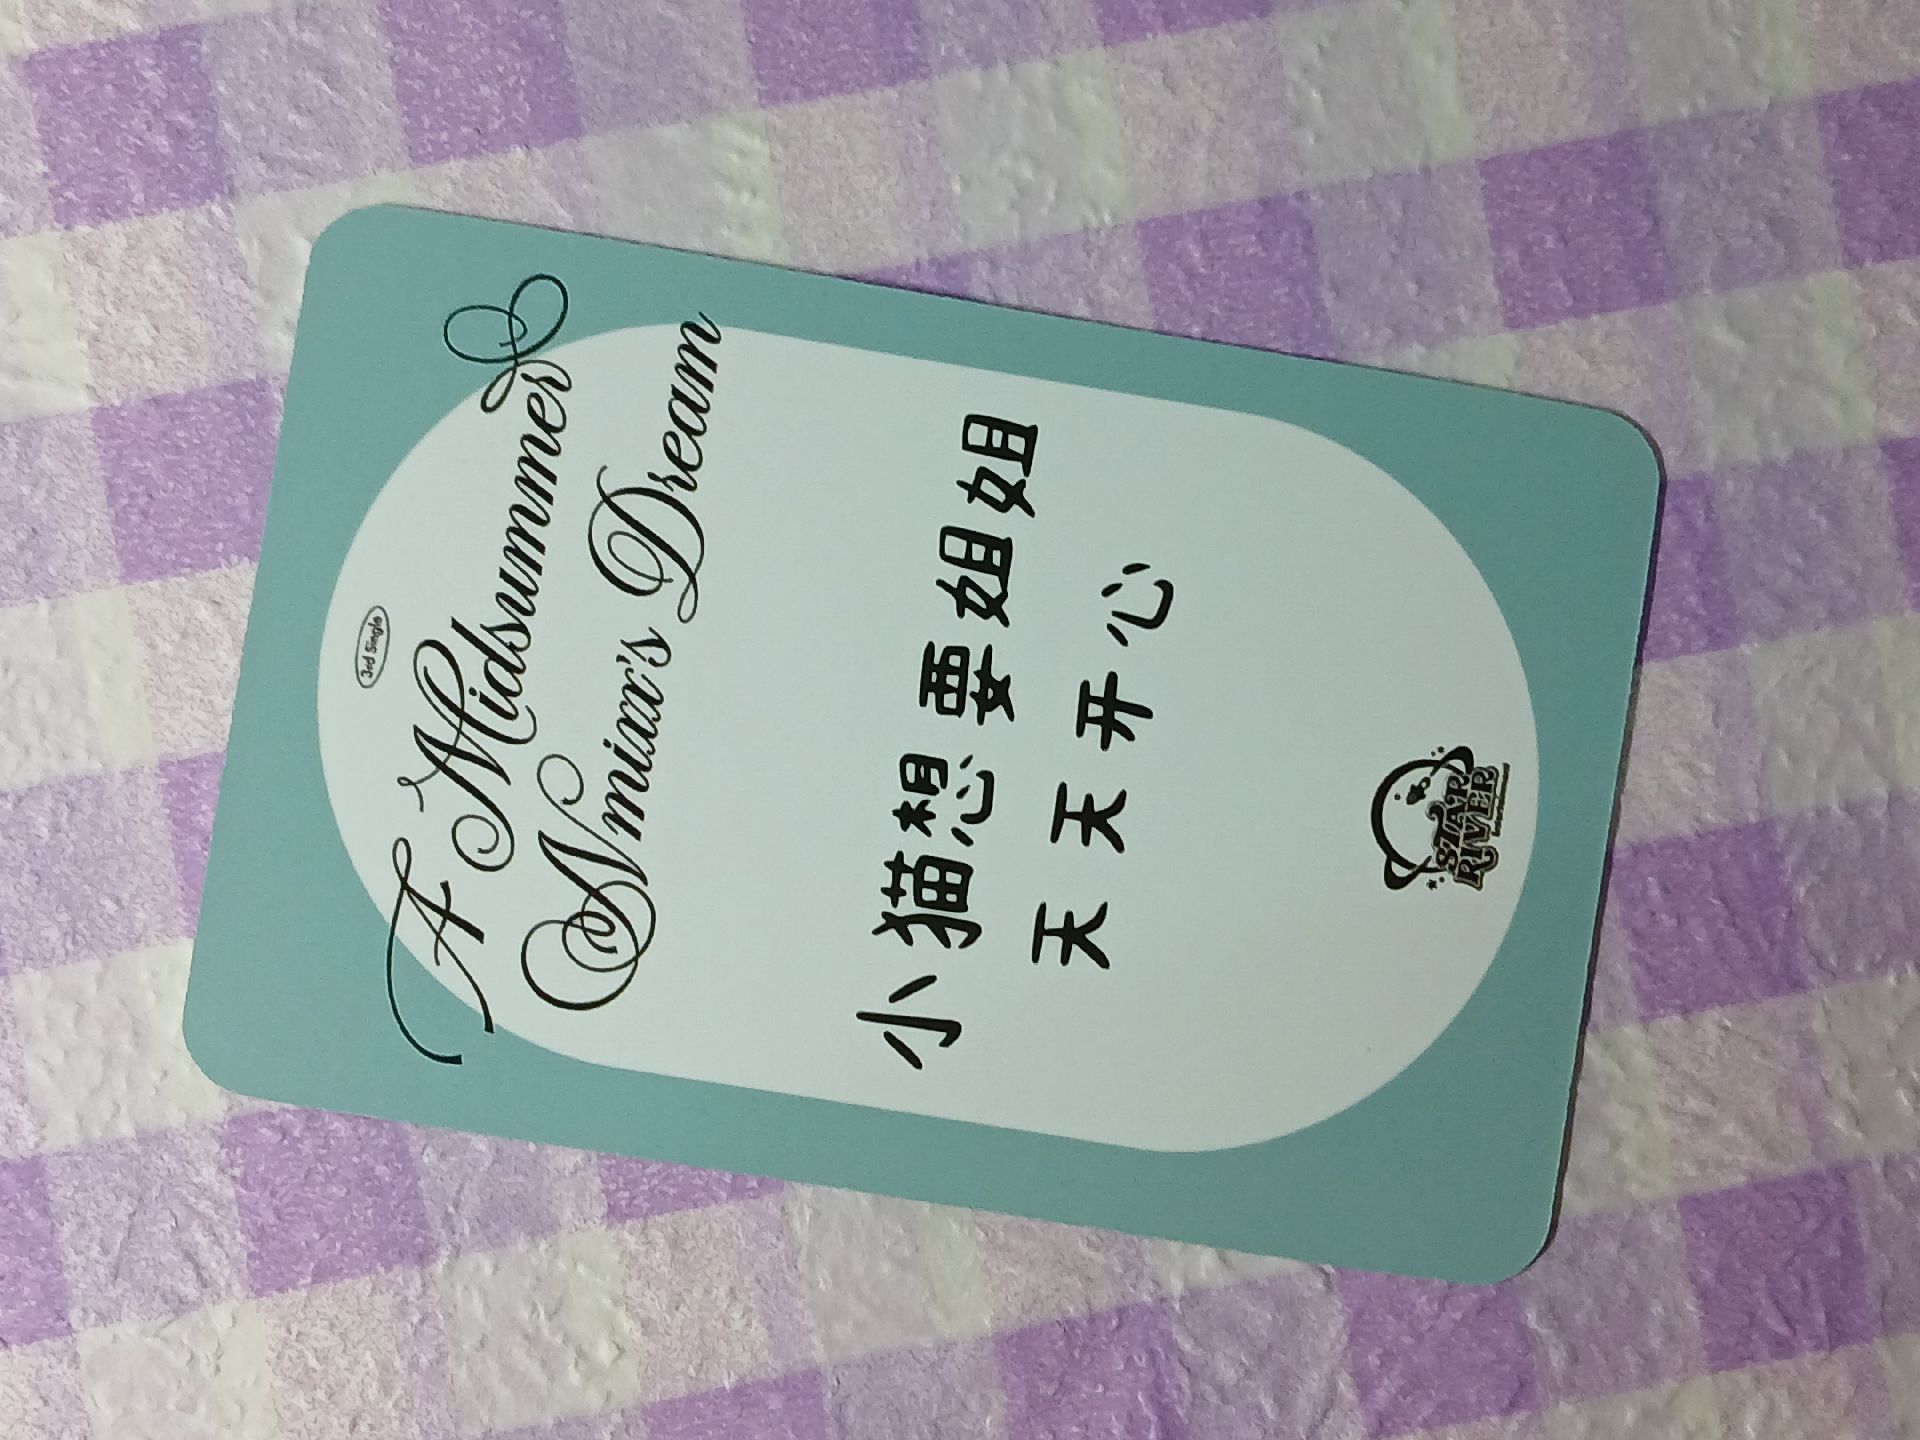 3rd Single
A Midsummer
Nmixx's Dream
小猫想要姐姐
天天开心
STAR
RIVER